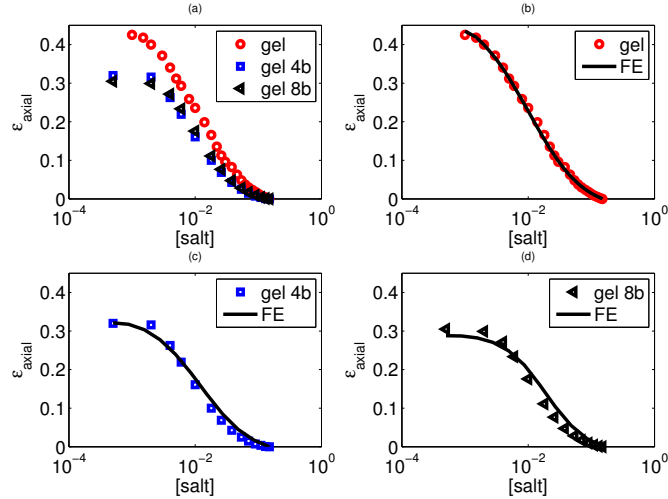 (a)
0.4
0.3
0.2
0.1
0
ε_axial
10^-4
10^-2
10^0
[salt]
gel
gel 4b
gel 8b
(b)
0.4
0.3
0.2
0.1
0
ε_axial
10^-4
10^-2
10^0
[salt]
gel
FE
(c)
0.4
0.3
0.2
0.1
0
ε_axial
10^-4
10^-2
10^0
[salt]
gel 4b
FE
(d)
0.4
0.3
0.2
0.1
0
ε_axial
10^-4
10^-2
10^0
[salt]
gel 8b
FE